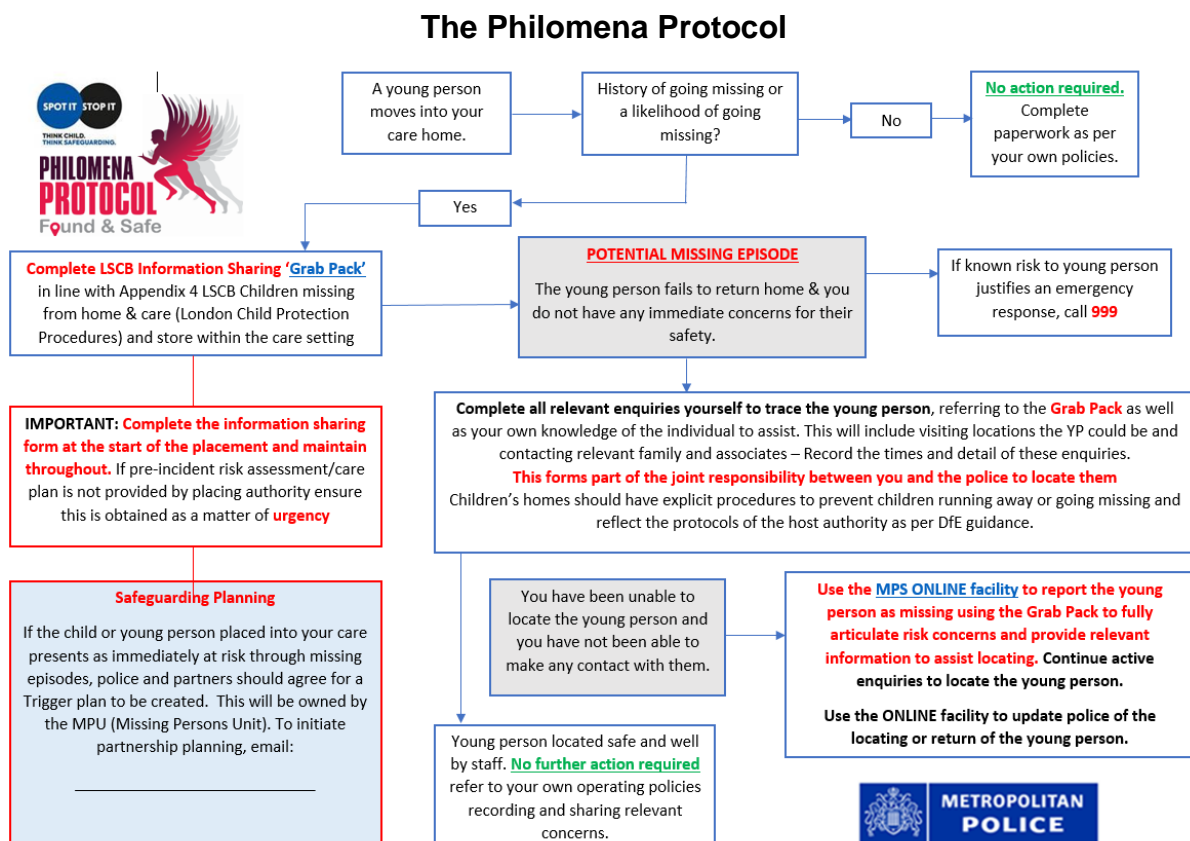 The Philomena Protocol
SPOT IT STOP IT
THINK CHILD.
THINK SAFEGUARDING.
PHILOMENA
PROTOCOL
Found & Safe
A young person
moves into your
care home.
History of going missing or
a likelihood of going
missing?
No
No action required.
Complete
paperwork as per
your own policies.
Yes
Complete LSCB Information Sharing ‘Grab Pack’
in line with Appendix 4 LSCB Children missing
from home & care (London Child Protection
Procedures) and store within the care setting
POTENTIAL MISSING EPISODE
The young person fails to return home & you
do not have any immediate concerns for their
safety.
If known risk to young person
justifies an emergency
response, call 999
IMPORTANT: Complete the information sharing
form at the start of the placement and maintain
throughout. If pre-incident risk assessment/care
plan is not provided by placing authority ensure
this is obtained as a matter of urgency
Complete all relevant enquiries yourself to trace the young person, referring to the Grab Pack as well
as your own knowledge of the individual to assist. This will include visiting locations the YP could be and
contacting relevant family and associates – Record the times and detail of these enquiries.
This forms part of the joint responsibility between you and the police to locate them
Children’s homes should have explicit procedures to prevent children running away or going missing and
reflect the protocols of the host authority as per DfE guidance.
Safeguarding Planning
If the child or young person placed into your care
presents as immediately at risk through missing
episodes, police and partners should agree for a
Trigger plan to be created. This will be owned by
the MPU (Missing Persons Unit). To initiate
partnership planning, email:
You have been unable to
locate the young person and
you have not been able to
make any contact with them.
Use the MPS ONLINE facility to report the young
person as missing using the Grab Pack to fully
articulate risk concerns and provide relevant
information to assist locating. Continue active
enquiries to locate the young person.
Use the ONLINE facility to update police of the
locating or return of the young person.
Young person located safe and well
by staff. No further action required
refer to your own operating policies
recording and sharing relevant
concerns.
METROPOLITAN
POLICE